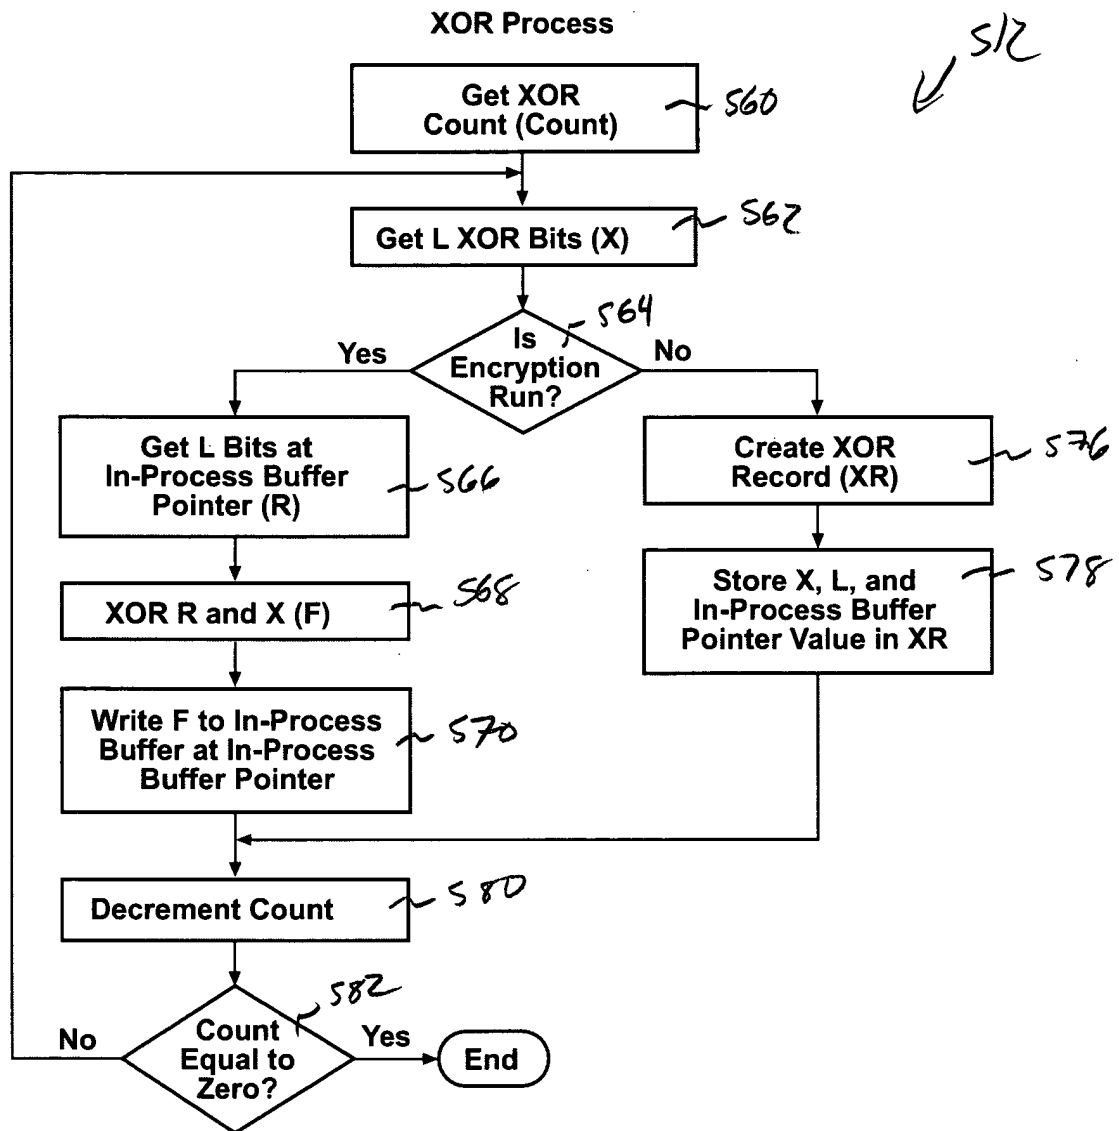 XOR Process
512
Get XOR
Count (Count)
560
Get L XOR Bits (X)
562
Is
Encryption
Run?
564
Yes
No
Get L Bits at
In-Process Buffer
Pointer (R)
566
Create XOR
Record (XR)
576
XOR R and X (F)
568
Store X, L, and
In-Process Buffer
Pointer Value in XR
578
Write F to In-Process
Buffer at In-Process
Buffer Pointer
570
Decrement Count
580
Count
Equal to
Zero?
582
No
Yes
End